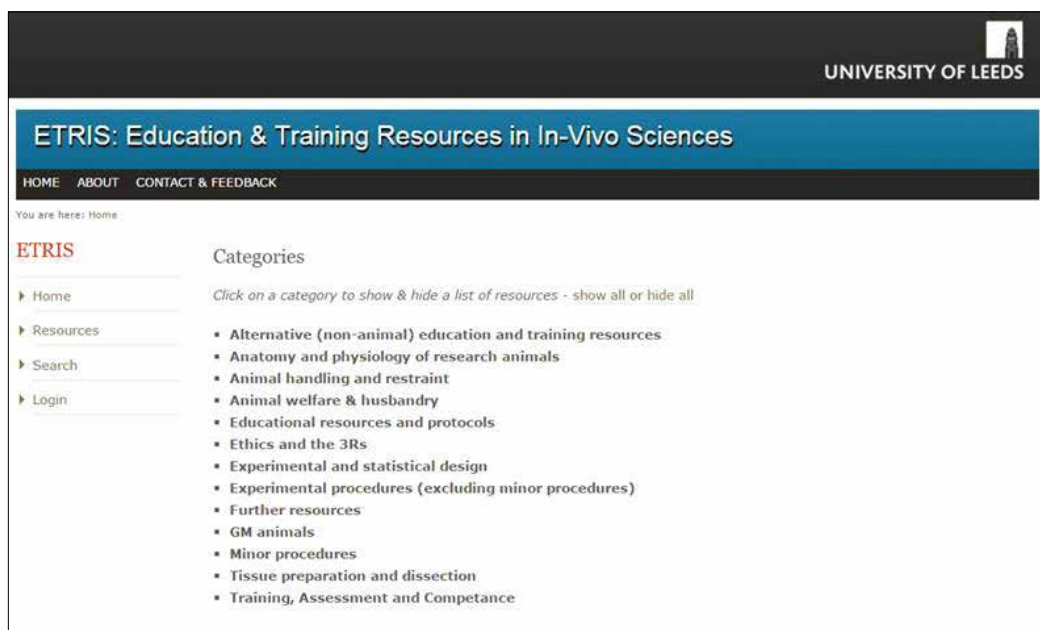 UNIVERSITY OF LEEDS
ETRIS: Education & Training Resources in In-Vivo Sciences
HOME ABOUT CONTACT & FEEDBACK
You are here: Home
ETRIS
Home
Resources
Search
Login
Categories
Click on a category to show & hide a list of resources - show all or hide all
Alternative (non-animal) education and training resources
Anatomy and physiology of research animals
Animal handling and restraint
Animal welfare & husbandry
Educational resources and protocols
Ethics and the 3Rs
Experimental and statistical design
Experimental procedures (excluding minor procedures)
Further resources
GM animals
Minor procedures
Tissue preparation and dissection
Training, Assessment and Competance